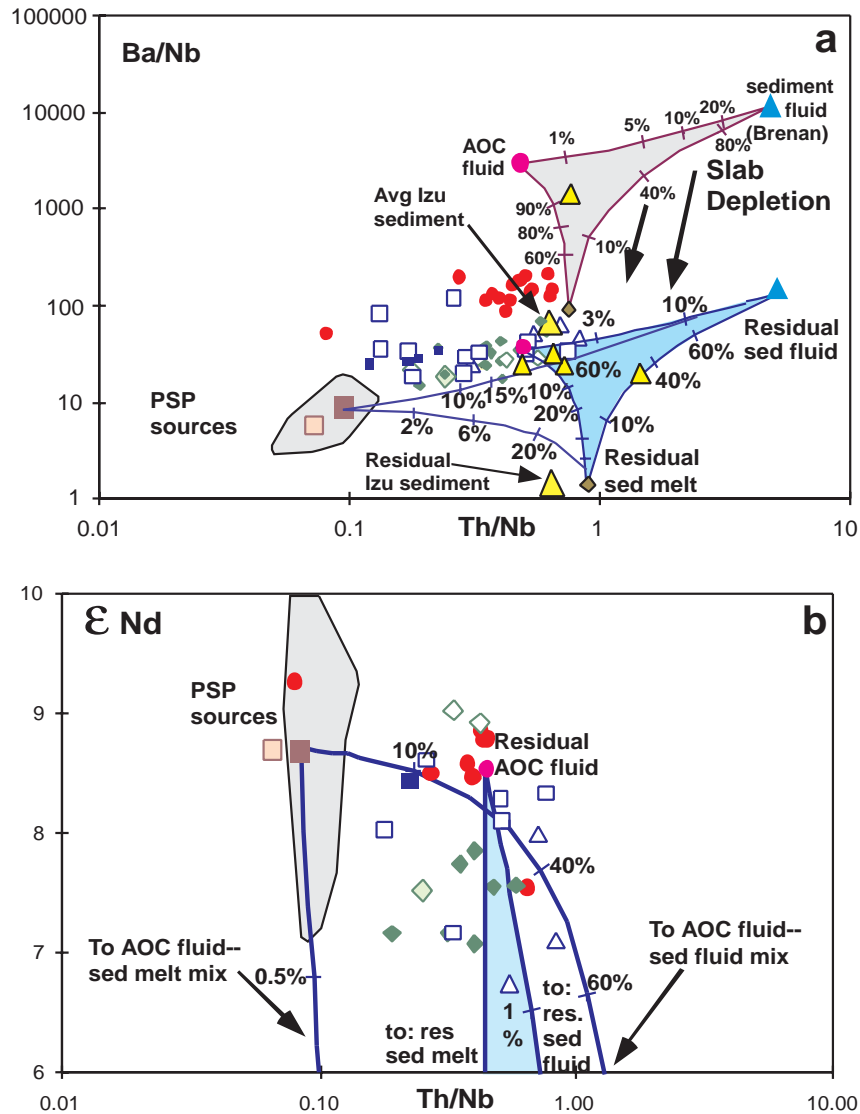 100000
Ba/Nb
a
10000
1000
100
10
1
sediment
fluid
(Brenan)
20%
10%
5%
1%
80%
AOC
fluid
Slab
Depletion
40%
90%
80%
10%
60%
Avg Izu
sediment
3%
10%
Residual
sed fluid
60%
60%
40%
PSP
sources
10%
15%
10%
20%
10%
2%
6%
20%
Residual
Izu sediment
Residual
sed melt
0.01
0.1
Th/Nb
1
10
10
ε Nd
b
9
8
7
6
PSP
sources
10%
Residual
AOC fluid
40%
To AOC fluid--
sed melt mix
0.5%
To AOC fluid--
sed fluid mix
60%
to: res
sed melt
1
%
to:
res.
sed
fluid
0.01
0.10
Th/Nb
1.00
10.00